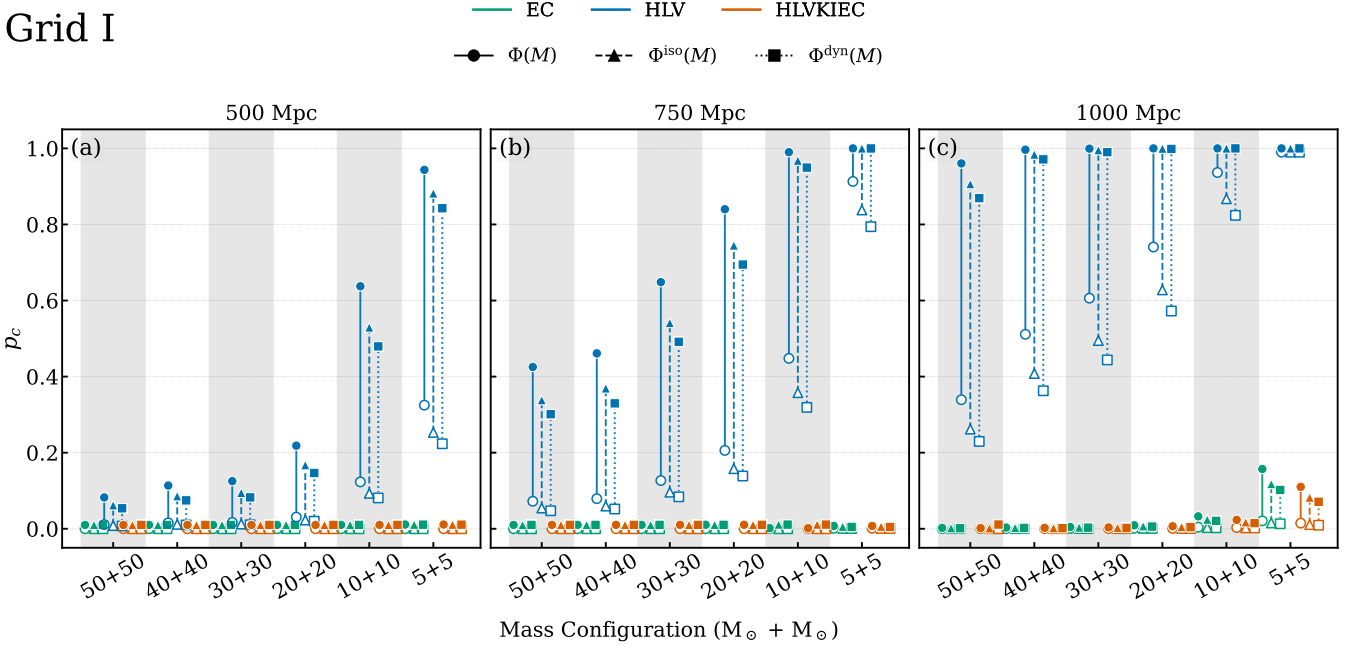 Grid I
EC HLV HLVKIEC
Φ(M) Φ^iso(M) Φ^dyn(M)
500 Mpc 750 Mpc 1000 Mpc
(a) (b) (c)
1.0
0.8
0.6
0.4
0.2
0.0
p_c
50+50 40+40 30+30 20+20 10+10 5+5 50+50 40+40 30+30 20+20 10+10 5+5 50+50 40+40 30+30 20+20 10+10 5+5
Mass Configuration (M_⊙ + M_⊙)